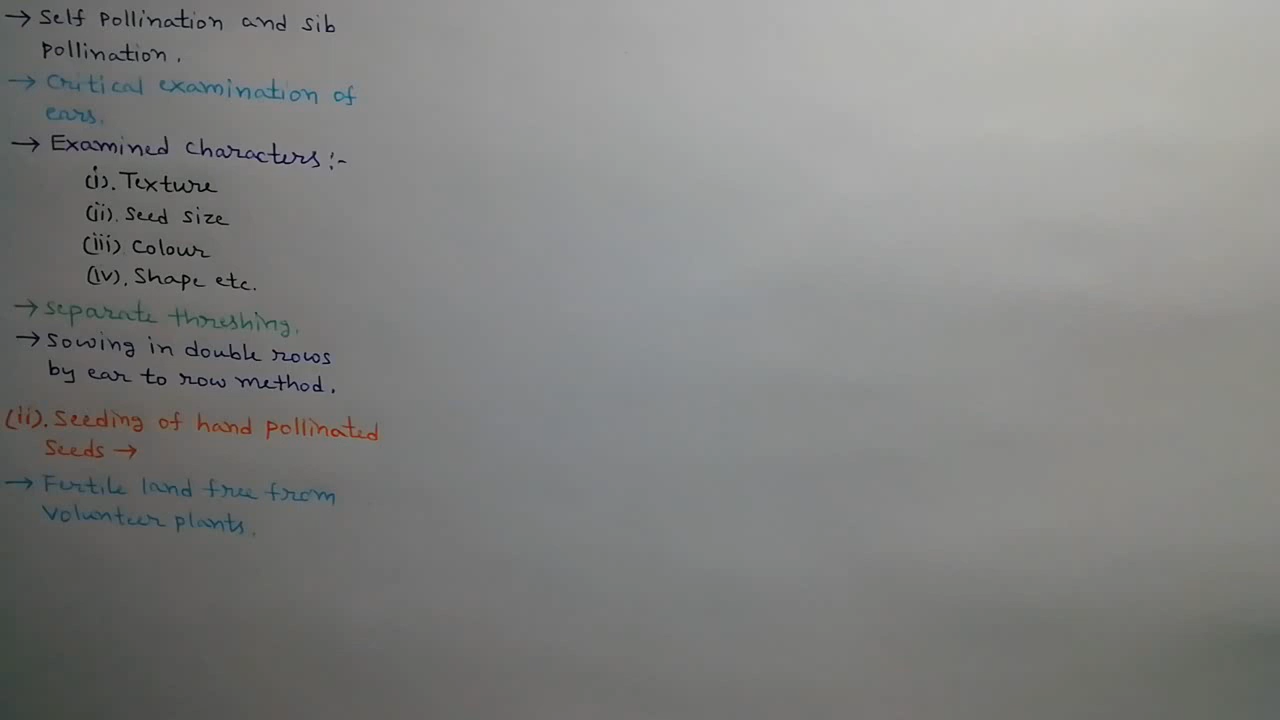 → Self pollination and sib
pollination.
→ Critical examination of
ears.
→ Examined characters:-
(i). Texture
(ii). Seed size
(iii) Colour
(iv). Shape etc.
→ Separate threshing.
→ Sowing in double rows
by ear to row method.
(ii). Seeding of hand pollinated
Seeds →
→ Fertile land free from
volunteer plants.